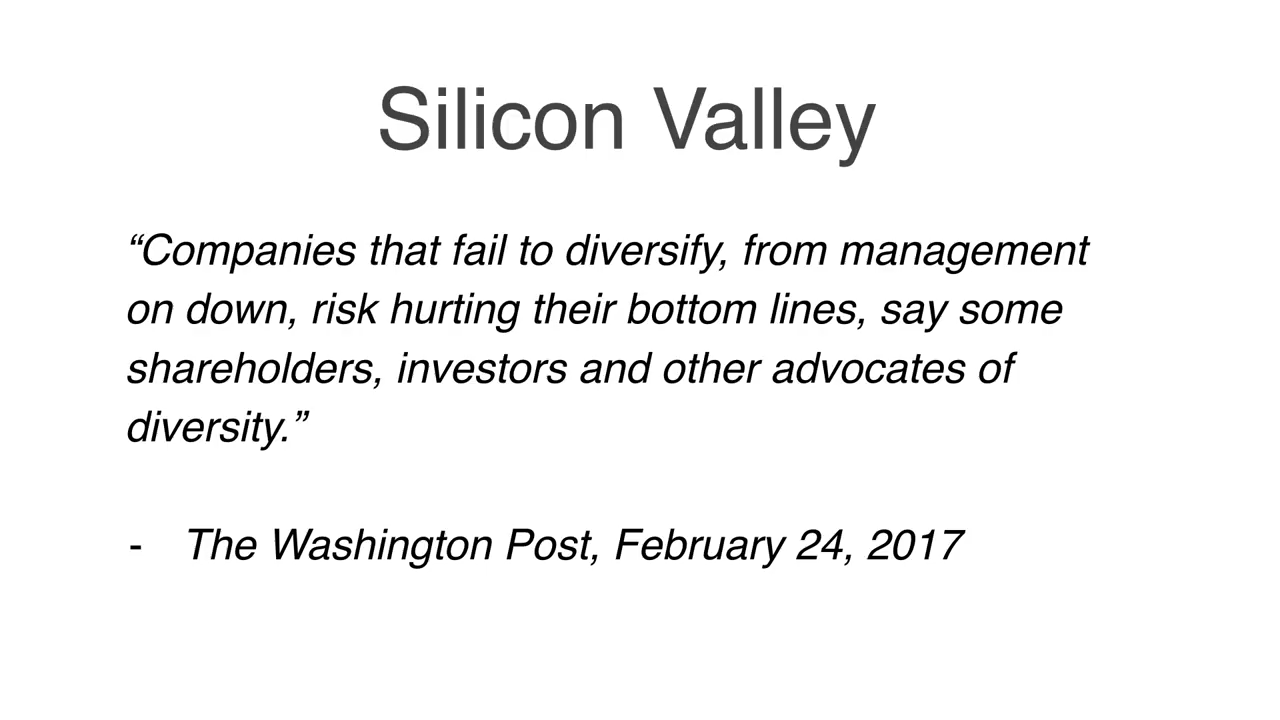 Silicon Valley
“Companies that fail to diversify, from management
on down, risk hurting their bottom lines, say some
shareholders, investors and other advocates of
diversity.”
- The Washington Post, February 24, 2017